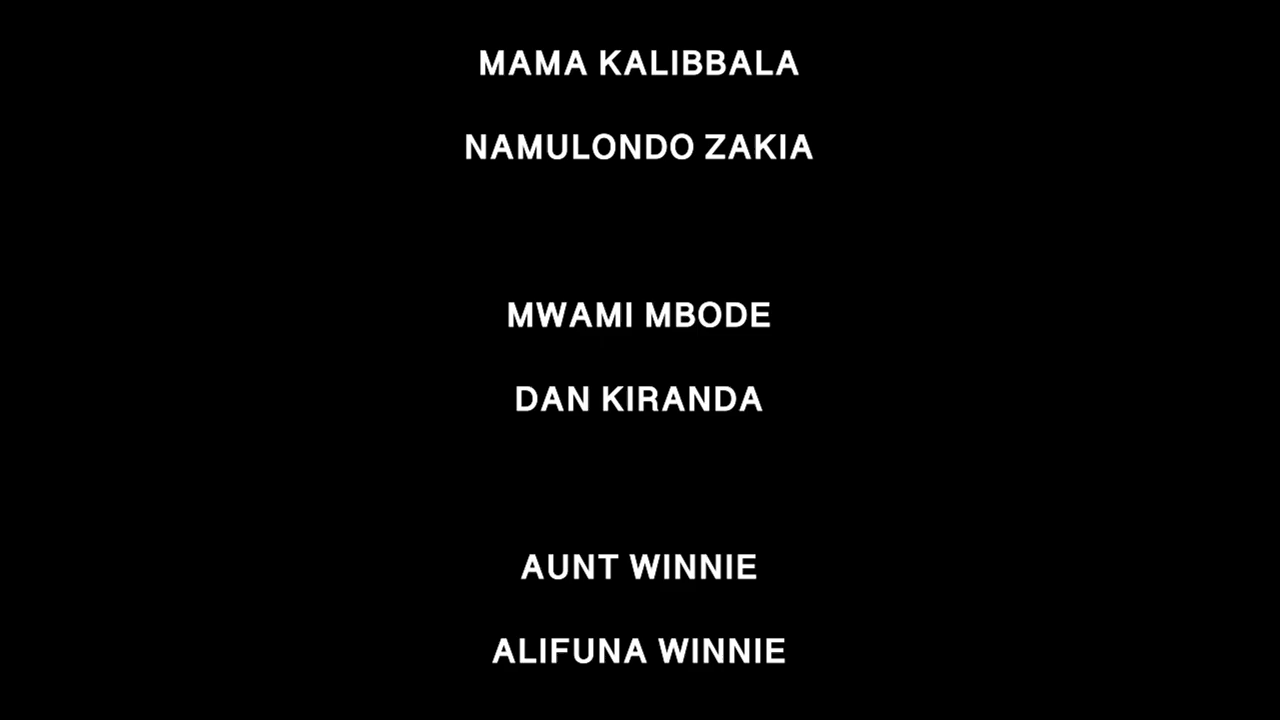 MAMA KALIBBALA
NAMULONDO ZAKIA
MWAMI MBODE
DAN KIRANDA
AUNT WINNIE
ALIFUNA WINNIE